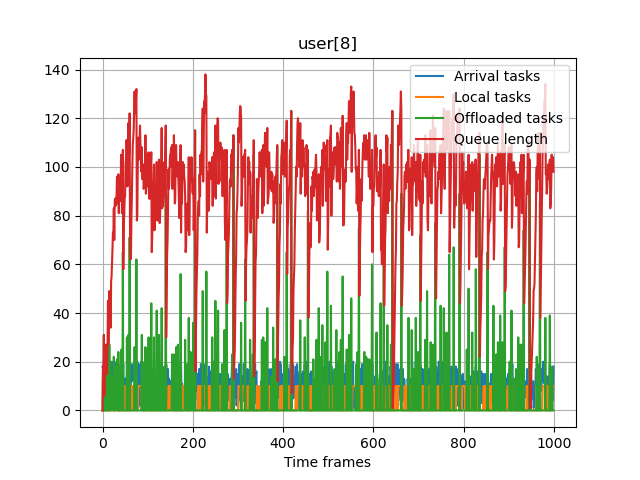 user[8]
140
120
100
80
60
40
20
0
Arrival tasks
Local tasks
Offloaded tasks
Queue length
0 200 400 600 800 1000
Time frames